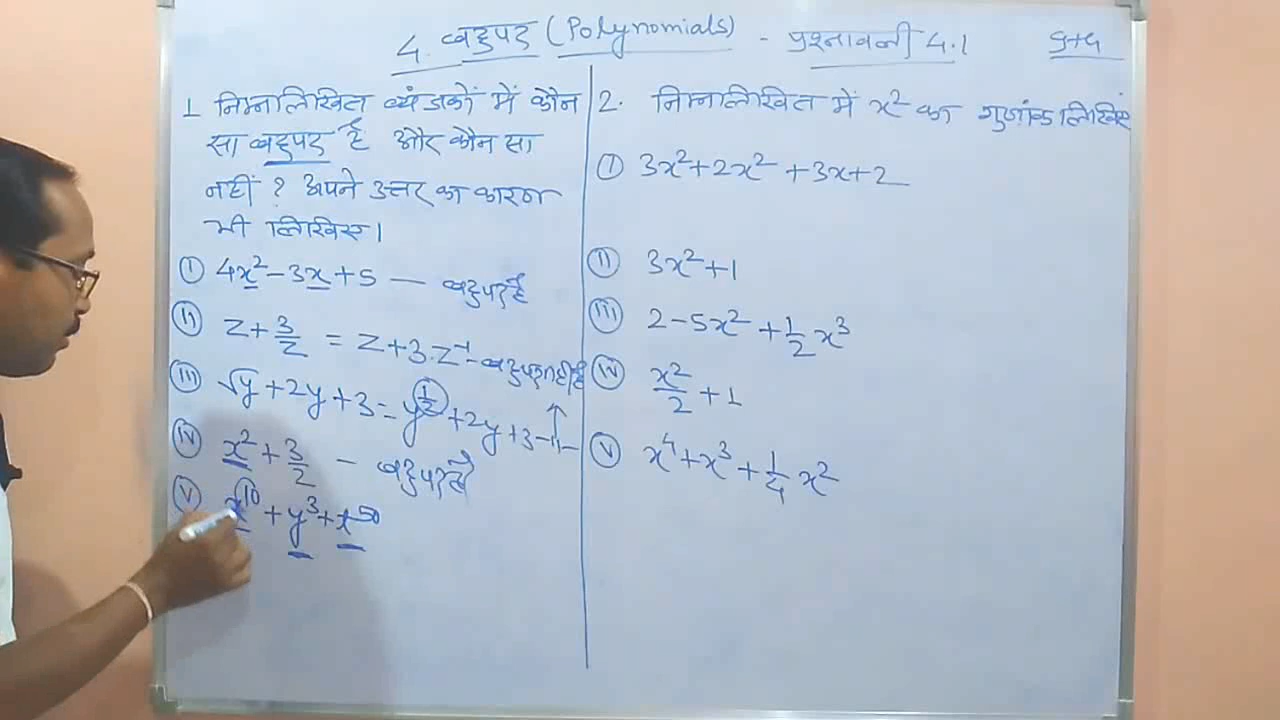 4. बहुपद (Polynomials) - प्रश्नावली 4.1
1 निम्नलिखित व्यंजकों में कौन
सा बहुपद है और कौन सा
नहीं ? अपने उत्तर का कारण
भी लिखिए।
(i) 4x² - 3x + 5 — बहुपद है
(ii) z + 3/z = z + 3.z⁻¹ - बहुपद नहीं है
(iii) √y + 2y + 3 = y^(1/2) + 2y + 3 -11-
(iv) x² + 3/2 - बहुपद है
(v) x¹⁰ + y³ + t⁵⁰
2. निम्नलिखित में x² का गुणांक लिखिए
(i) 3x² + 2x² + 3x + 2
(ii) 3x² + 1
(iii) 2 - 5x² + 1/2 x³
(iv) x²/2 + 1
(v) x⁴ + x³ + 1/4 x²